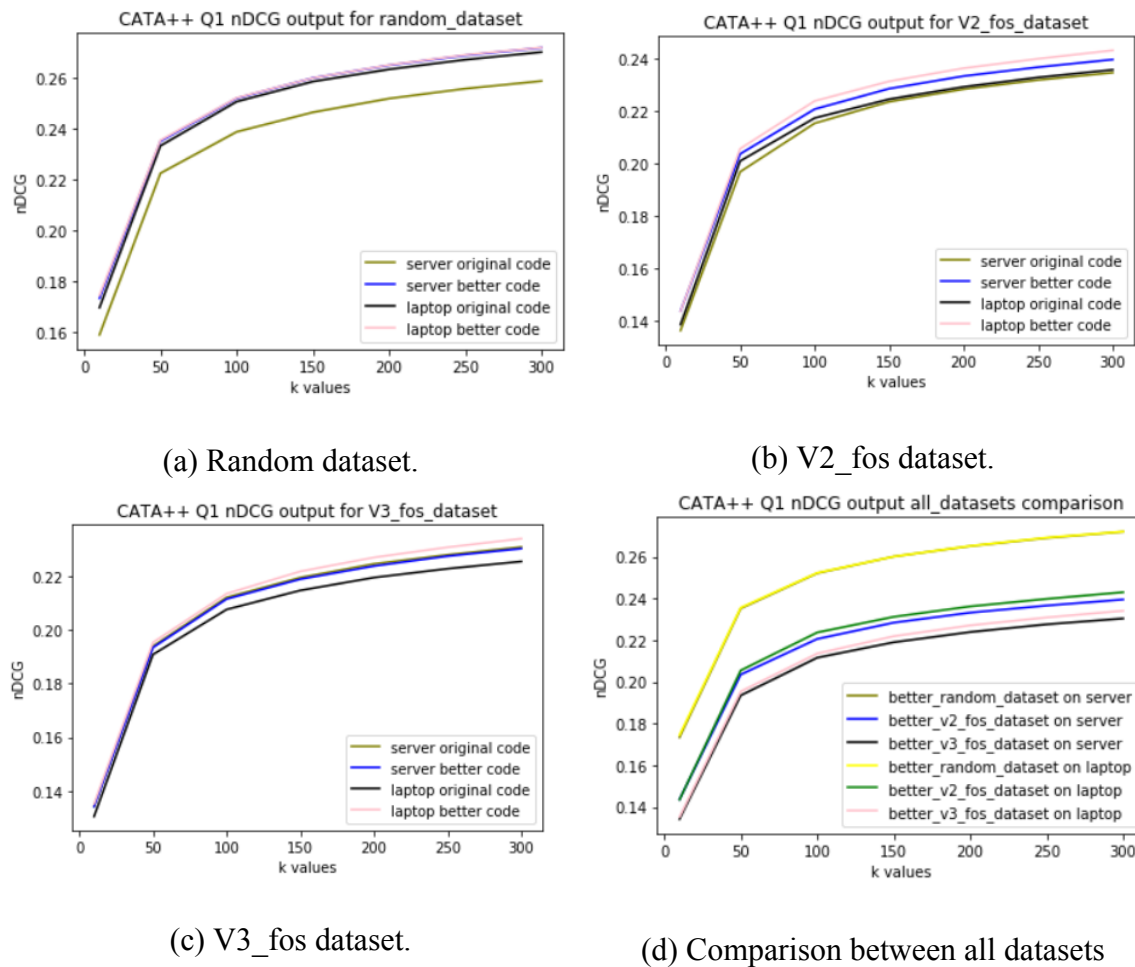 CATA++ Q1 nDCG output for random_dataset
nDCG
0.26
0.24
0.22
0.20
0.18
0.16
0 50 100 150 200 250 300
k values
server original code
server better code
laptop original code
laptop better code
(a) Random dataset.
CATA++ Q1 nDCG output for V2_fos_dataset
nDCG
0.24
0.22
0.20
0.18
0.16
0.14
0 50 100 150 200 250 300
k values
server original code
server better code
laptop original code
laptop better code
(b) V2_fos dataset.
CATA++ Q1 nDCG output for V3_fos_dataset
nDCG
0.22
0.20
0.18
0.16
0.14
0 50 100 150 200 250 300
k values
server original code
server better code
laptop original code
laptop better code
(c) V3_fos dataset.
CATA++ Q1 nDCG output all_datasets comparison
nDCG
0.26
0.24
0.22
0.20
0.18
0.16
0.14
0 50 100 150 200 250 300
k values
better_random_dataset on server
better_v2_fos_dataset on server
better_v3_fos_dataset on server
better_random_dataset on laptop
better_v2_fos_dataset on laptop
better_v3_fos_dataset on laptop
(d) Comparison between all datasets